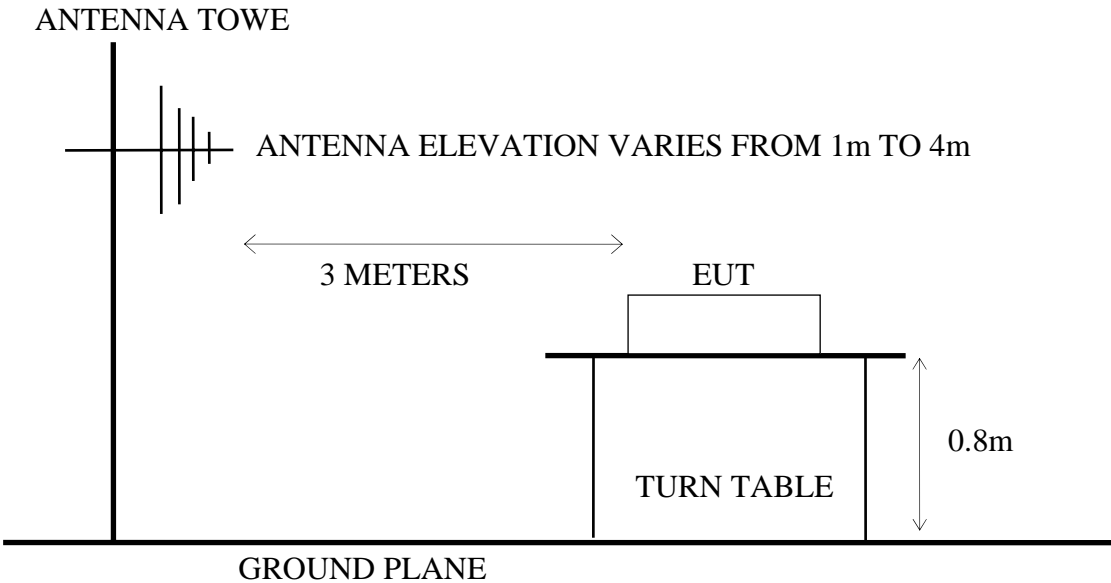 ANTENNA TOWE
ANTENNA ELEVATION VARIES FROM 1m TO 4m
3 METERS
EUT
0.8m
TURN TABLE
GROUND PLANE